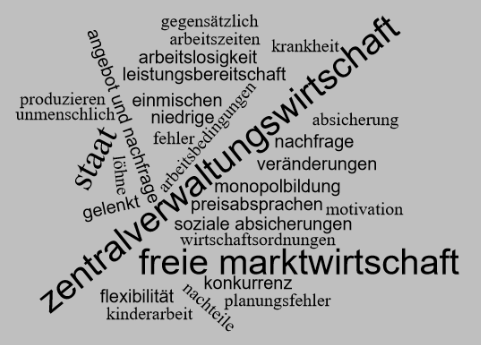 gegensätzlich
arbeitszeiten
krankheit
arbeitslosigkeit
leistungsbereitschaft
angebot und nachfrage
zentralverwaltungswirtschaft
produzieren
einmischen
unmenschlich
niedrige
arbeitsbedingungen
absicherung
fehler
nachfrage
staat
löhne
veränderungen
monopolbildung
gelenkt
preisabsprachen
motivation
soziale absicherungen
wirtschaftsordnungen
freie marktwirtschaft
konkurrenz
flexibilität
nachteile
planungsfehler
kinderarbeit